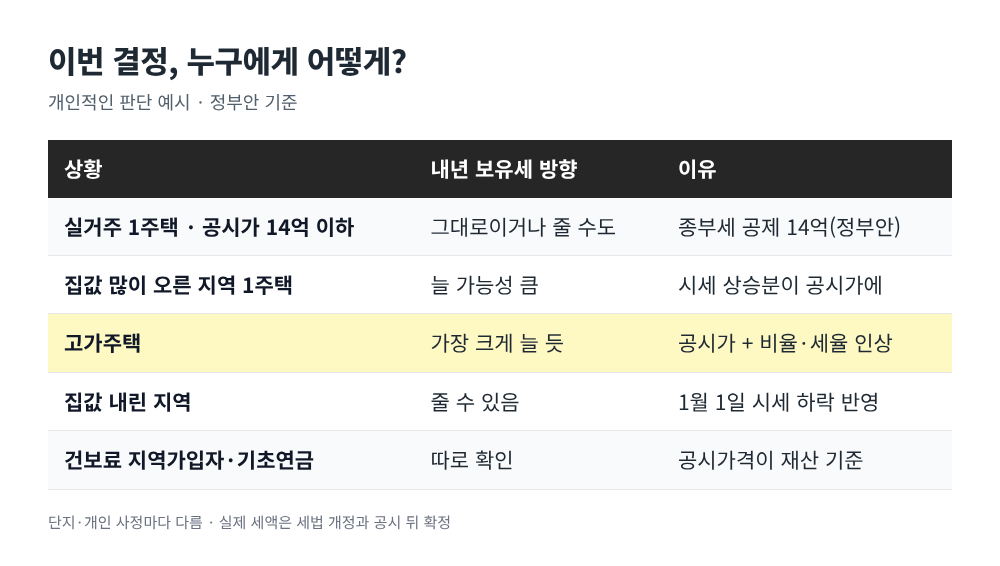 이번 결정, 누구에게 어떻게?
개인적인 판단 예시 · 정부안 기준
상황 내년 보유세 방향 이유
실거주 1주택 · 공시가 14억 이하 그대로이거나 줄 수도 종부세 공제 14억(정부안)
집값 많이 오른 지역 1주택 늘 가능성 큼 시세 상승분이 공시가에
고가주택 가장 크게 늘 듯 공시가 + 비율·세율 인상
집값 내린 지역 줄 수 있음 1월 1일 시세 하락 반영
건보료 지역가입자·기초연금 따로 확인 공시가격이 재산 기준
단지·개인 사정마다 다름 · 실제 세액은 세법 개정과 공시 뒤 확정